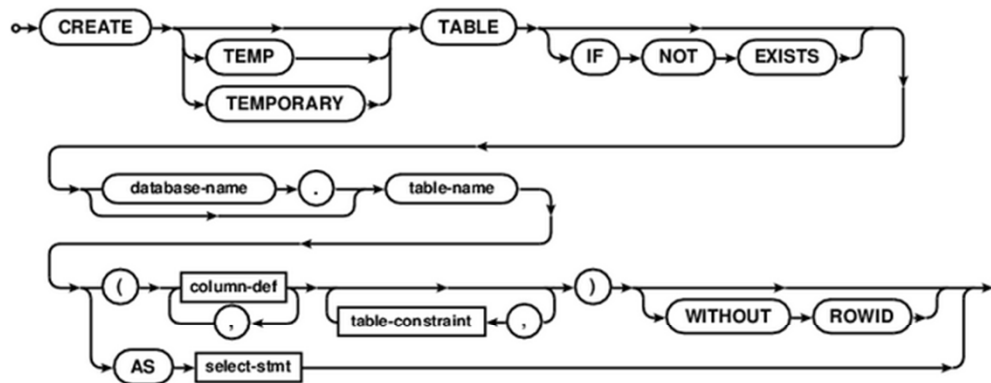 CREATE TABLE
TEMP IF NOT EXISTS
TEMPORARY
database-name . table-name
( column-def )
, table-constraint , WITHOUT ROWID
AS select-stmt